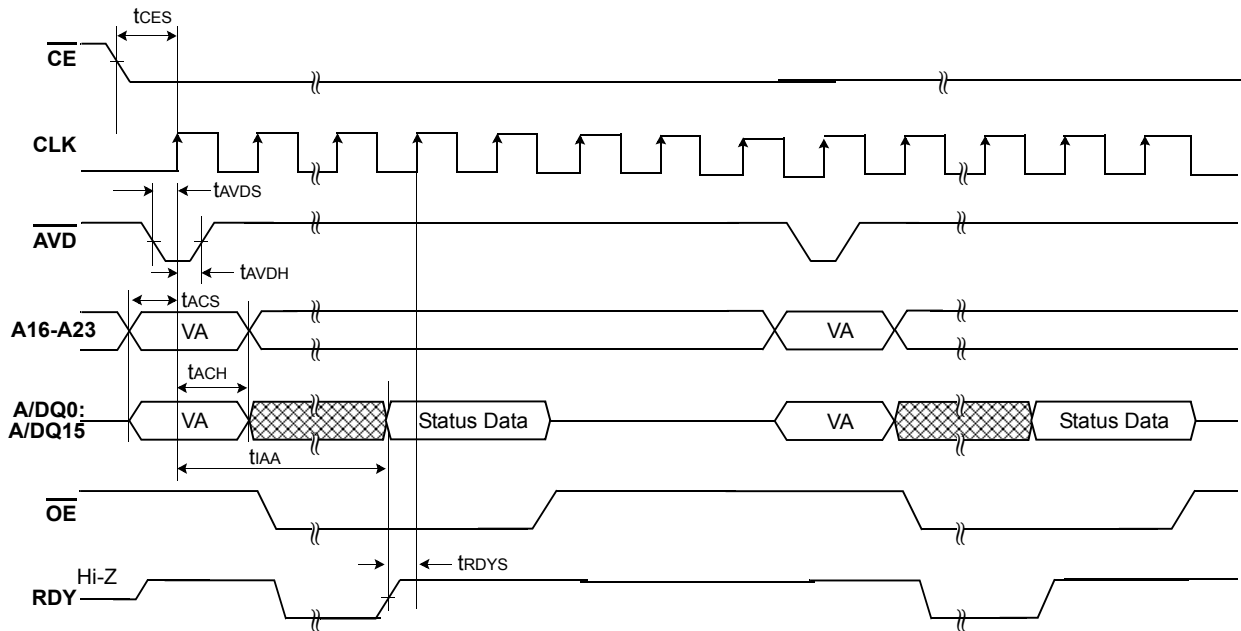 tCES
CE
CLK
tAVDS
AVD
tAVDH
tACS
A16-A23
VA
VA
tACH
A/DQ0:
A/DQ15
VA
Status Data
VA
Status Data
tIAA
OE
tRDYS
Hi-Z
RDY